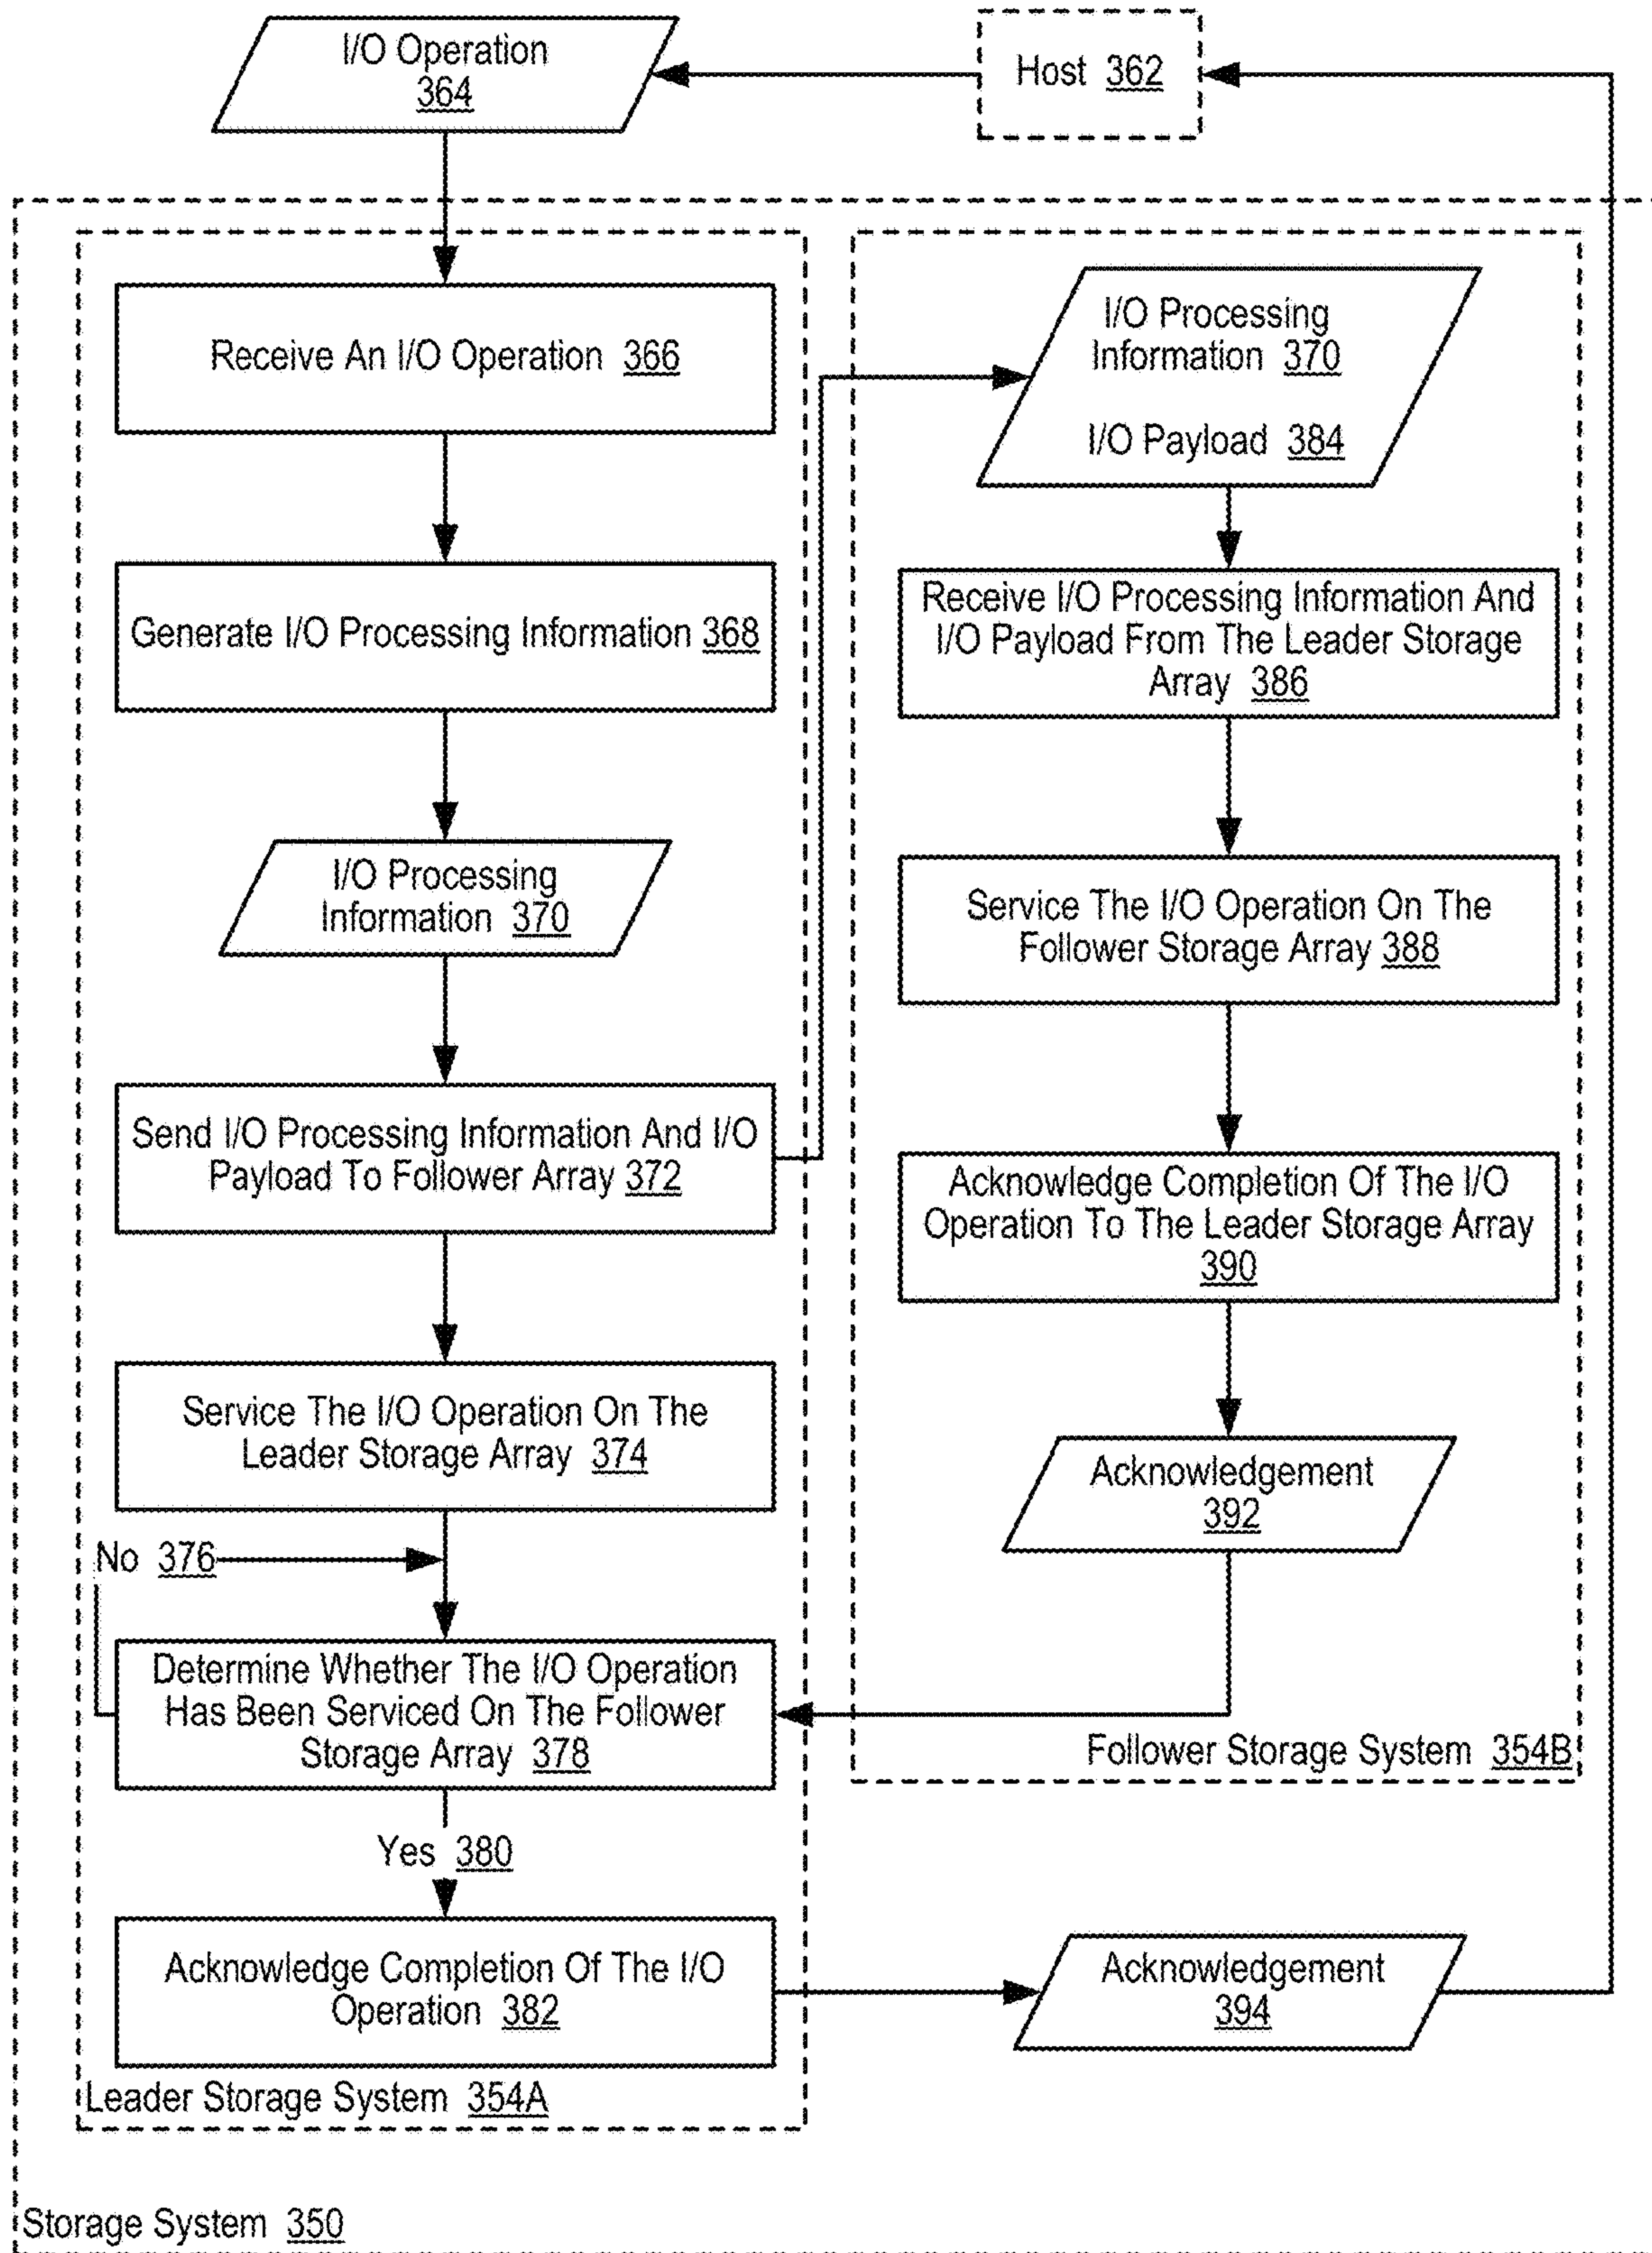 I/O Operation
364
Host 362
Receive An I/O Operation 366
Generate I/O Processing Information 368
I/O Processing
Information 370
Send I/O Processing Information And I/O
Payload To Follower Array 372
Service The I/O Operation On The
Leader Storage Array 374
No 376
Determine Whether The I/O Operation
Has Been Serviced On The Follower
Storage Array 378
Yes 380
Acknowledge Completion Of The I/O
Operation 382
Leader Storage System 354A
I/O Processing
Information 370
I/O Payload 384
Receive I/O Processing Information And
I/O Payload From The Leader Storage
Array 386
Service The I/O Operation On The
Follower Storage Array 388
Acknowledge Completion Of The I/O
Operation To The Leader Storage Array
390
Acknowledgement
392
Follower Storage System 354B
Acknowledgement
394
Storage System 350